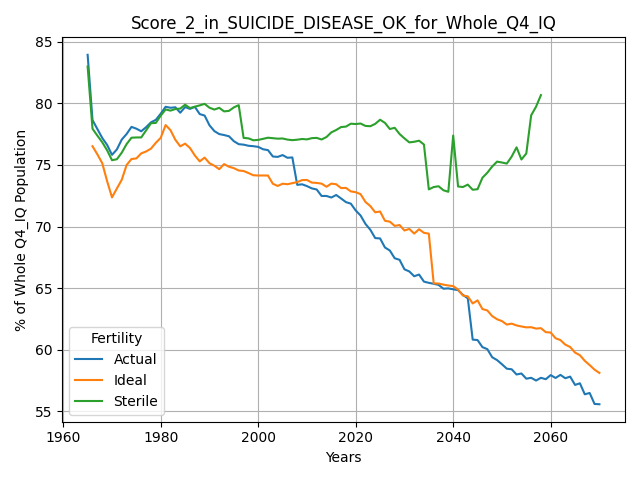 Score_2_in_SUICIDE_DISEASE_OK_for_Whole_Q4_IQ
% of Whole Q4_IQ Population
85
80
75
70
65
60
55
Fertility
Actual
Ideal
Sterile
1960
1980
2000
2020
2040
2060
Years